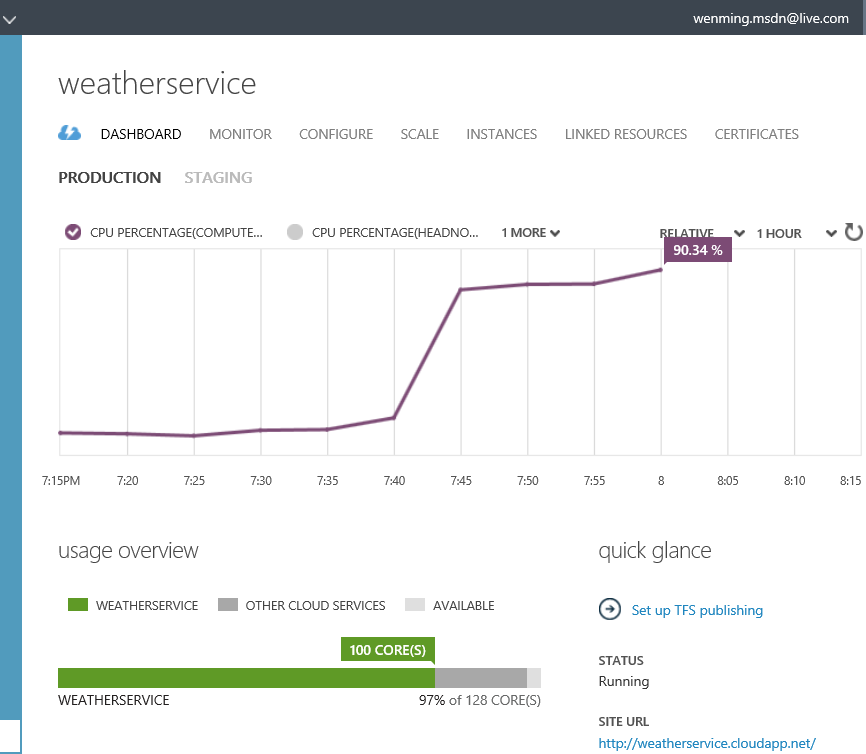 wenming.msdn@live.com
weatherservice
DASHBOARD MONITOR CONFIGURE SCALE INSTANCES LINKED RESOURCES CERTIFICATES
PRODUCTION STAGING
CPU PERCENTAGE(COMPUTE... CPU PERCENTAGE(HEADNO... 1 MORE RELATIVE 1 HOUR
90.34 %
7:15PM 7:20 7:25 7:30 7:35 7:40 7:45 7:50 7:55 8 8:05 8:10 8:15
usage overview
WEATHERSERVICE OTHER CLOUD SERVICES AVAILABLE
100 CORE(S)
WEATHERSERVICE 97% of 128 CORE(S)
quick glance
Set up TFS publishing
STATUS
Running
SITE URL
http://weatherservice.cloudapp.net/